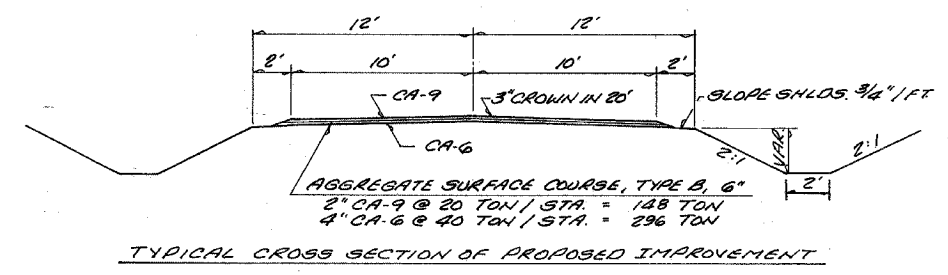 12' 12'
2' 10' 10' 2'
CA-9 3" CROWN IN 20' SLOPE SHLDS. 3/4" / FT.
CA-6 2:1 VAR. 2:1
2'
AGGREGATE SURFACE COURSE, TYPE B, 6"
2" CA-9 @ 20 TON / STA. = 148 TON
4" CA-6 @ 40 TON / STA. = 296 TON
TYPICAL CROSS SECTION OF PROPOSED IMPROVEMENT